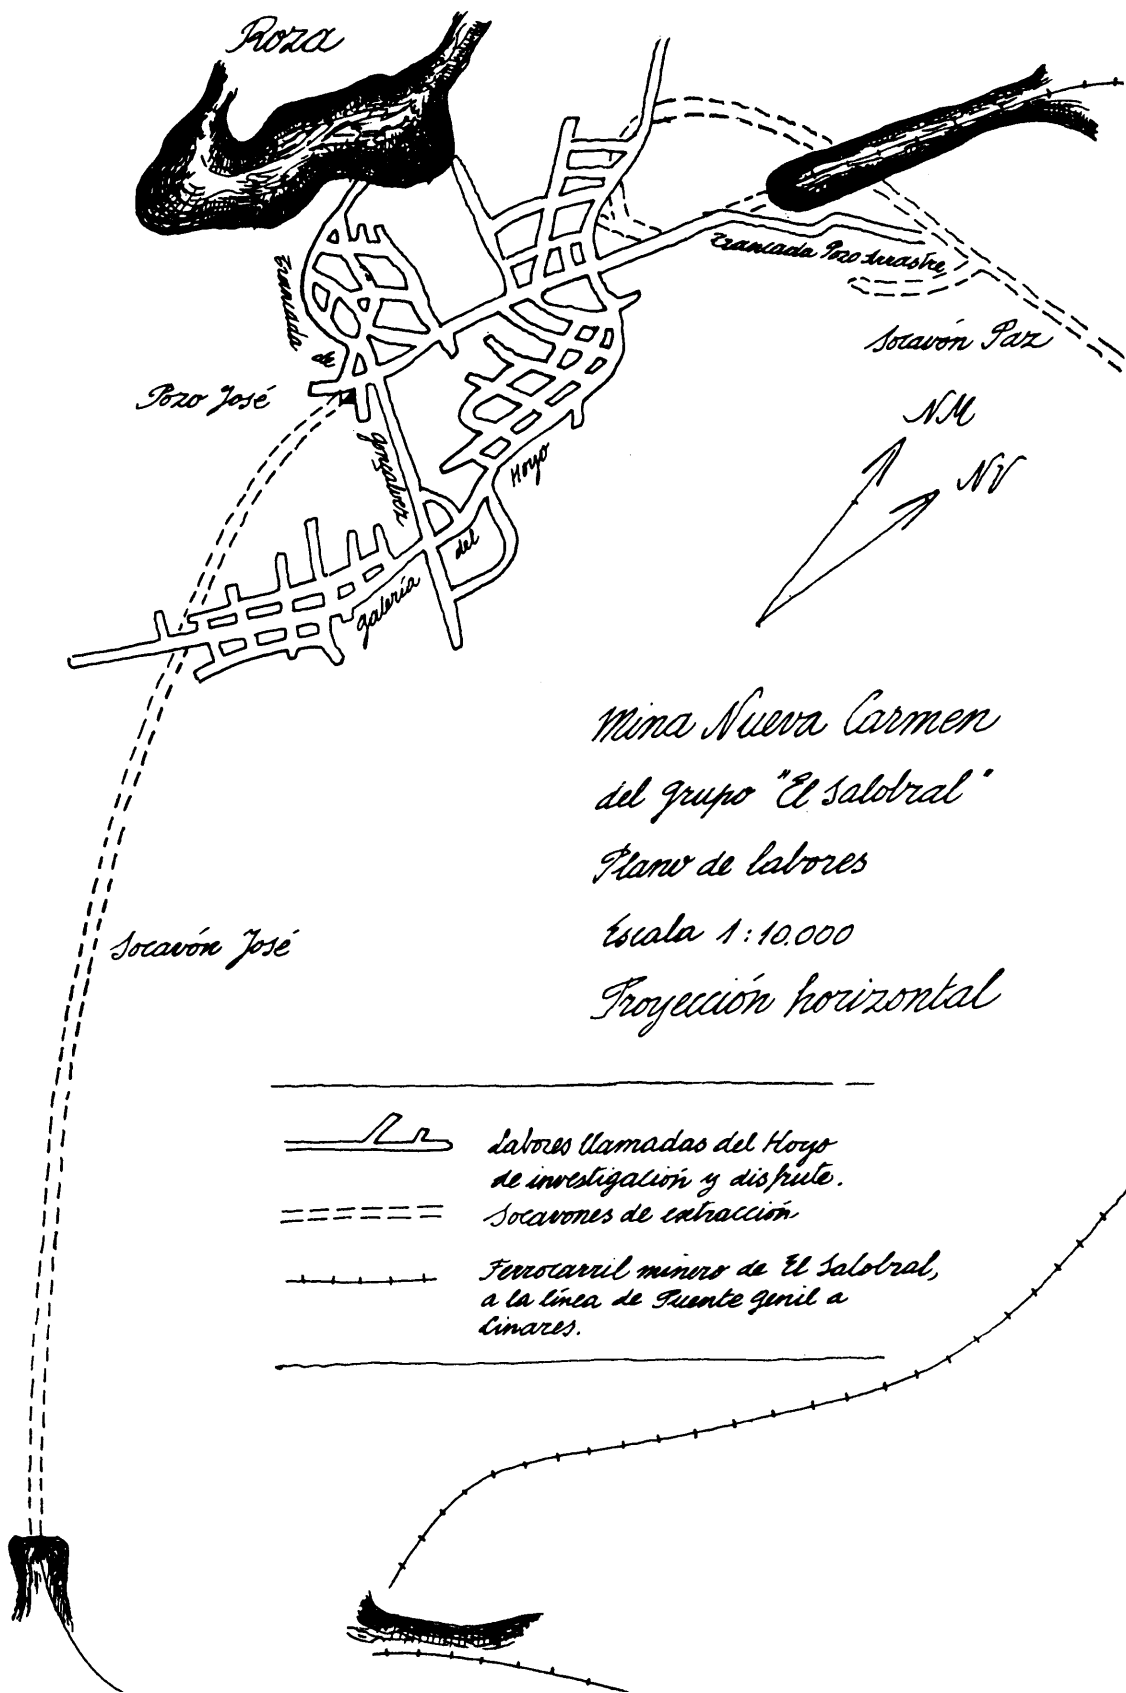 Roza
Trancada Pozo Arrastre
Trancada de
Socavón Paz
Pozo José
NM
Gonzalvez
Hoyo
NV
del
galería
Mina Nueva Carmen
del grupo "El Salobral"
Plano de labores
Escala 1:10.000
Socavón José
Proyección horizontal
Labores llamadas del Hoyo
de investigación y disfrute.
Socavones de extracción
Ferrocarril minero de El Salobral,
a la línea de Puente Genil a
Linares.